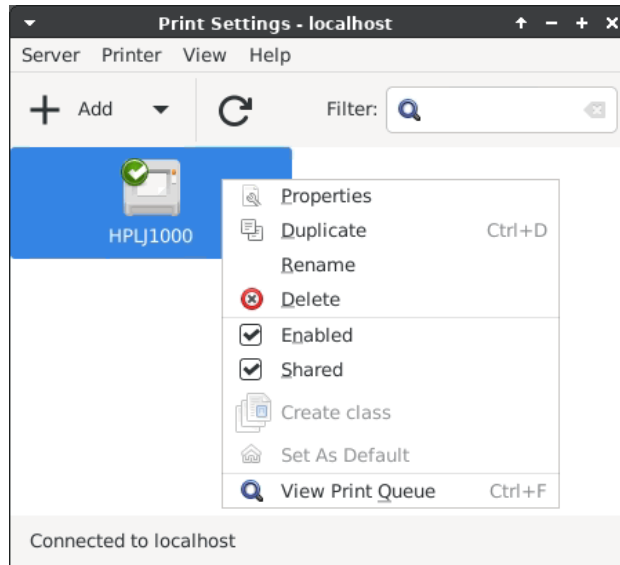 Print Settings - localhost
Server Printer View Help
Add Filter:
HPLJ1000
Properties
Duplicate Ctrl+D
Rename
Delete
Enabled
Shared
Create class
Set As Default
View Print Queue Ctrl+F
Connected to localhost